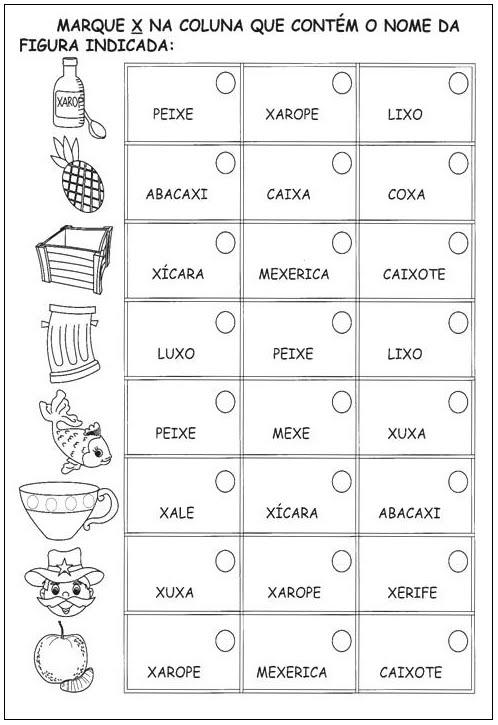 MARQUE X NA COLUNA QUE CONTÉM O NOME DA
FIGURA INDICADA:
XAROP
PEIXE XAROPE LIXO
ABACAXI CAIXA COXA
XÍCARA MEXERICA CAIXOTE
LUXO PEIXE LIXO
PEIXE MEXE XUXA
XALE XÍCARA ABACAXI
XUXA XAROPE XERIFE
XAROPE MEXERICA CAIXOTE